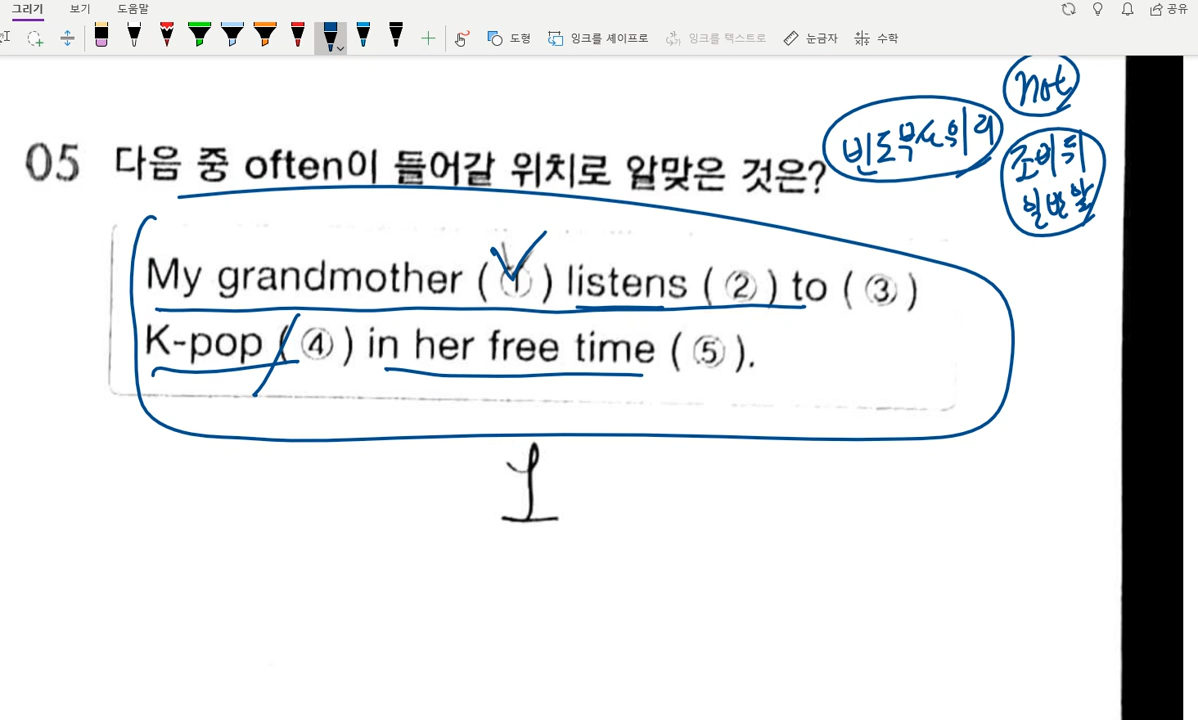 그리기 보기 도움말 공유
도형 잉크를 셰이프로 잉크를 텍스트로 눈금자 수학
not
빈도부사위치
조비뒤
일반앞
05 다음 중 often이 들어갈 위치로 알맞은 것은?
My grandmother ( ① ) listens ( ② ) to ( ③ )
K-pop ( ④ ) in her free time ( ⑤ ).
1